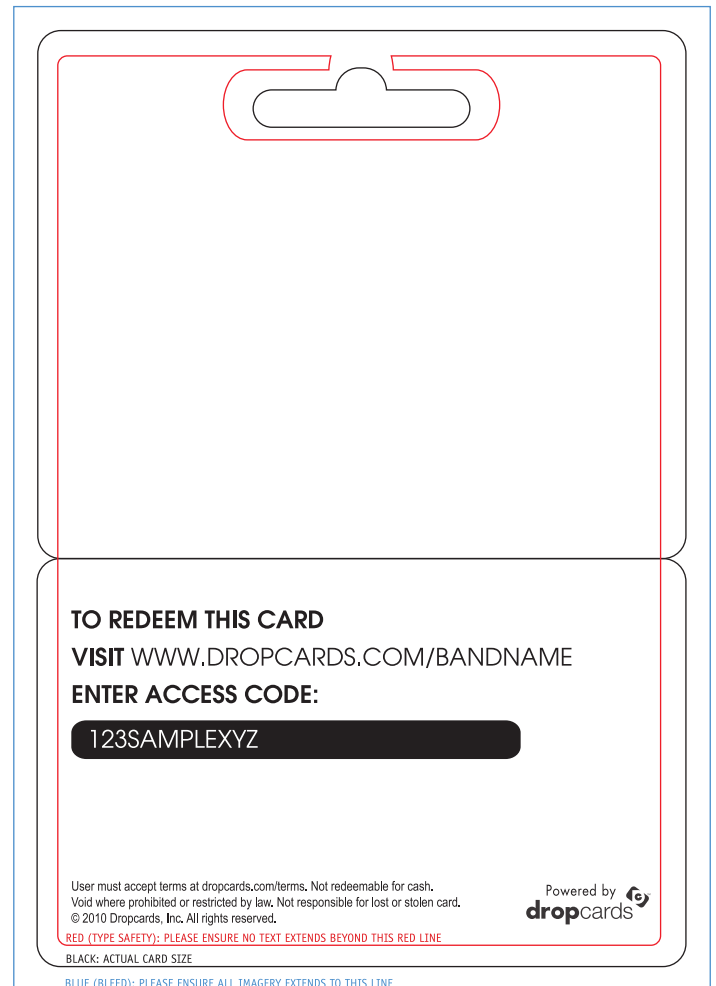 TO REDEEM THIS CARD
VISIT WWW.DROPCARDS.COM/BANDNAME
ENTER ACCESS CODE:
123SAMPLEXYZ
User must accept terms at dropcards.com/terms. Not redeemable for cash.
Void where prohibited or restricted by law. Not responsible for lost or stolen card.
© 2010 Dropcards, Inc. All rights reserved.
Powered by
dropcards
RED (TYPE SAFETY): PLEASE ENSURE NO TEXT EXTENDS BEYOND THIS RED LINE
BLACK: ACTUAL CARD SIZE
BLUE (BLEED): PLEASE ENSURE ALL IMAGERY EXTENDS TO THIS LINE